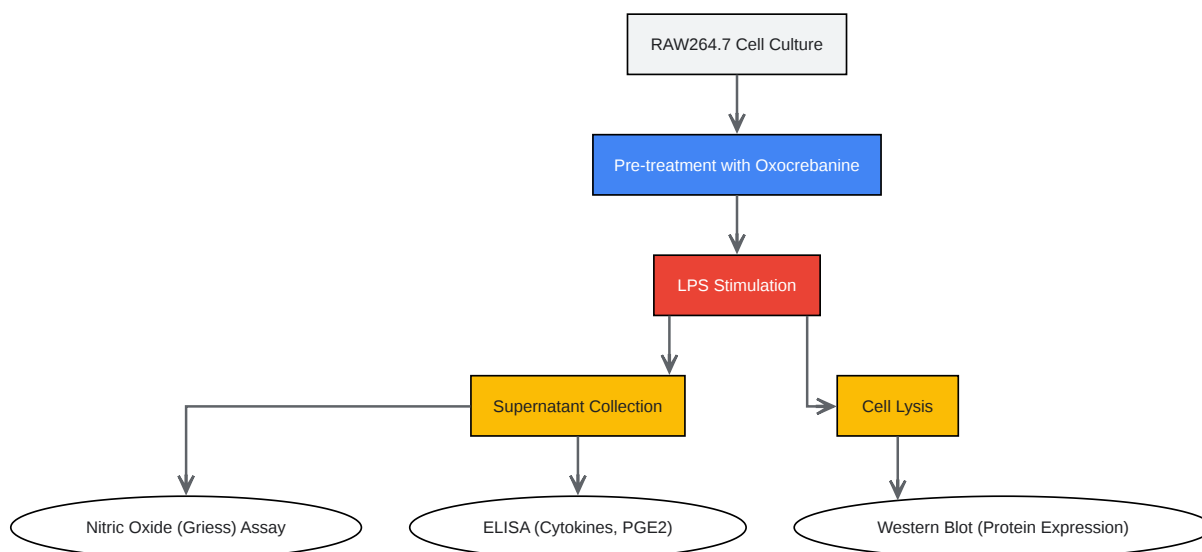 RAW264.7 Cell Culture
Pre-treatment with Oxocrebanine
LPS Stimulation
Supernatant Collection
Cell Lysis
Nitric Oxide (Griess) Assay
ELISA (Cytokines, PGE2)
Western Blot (Protein Expression)